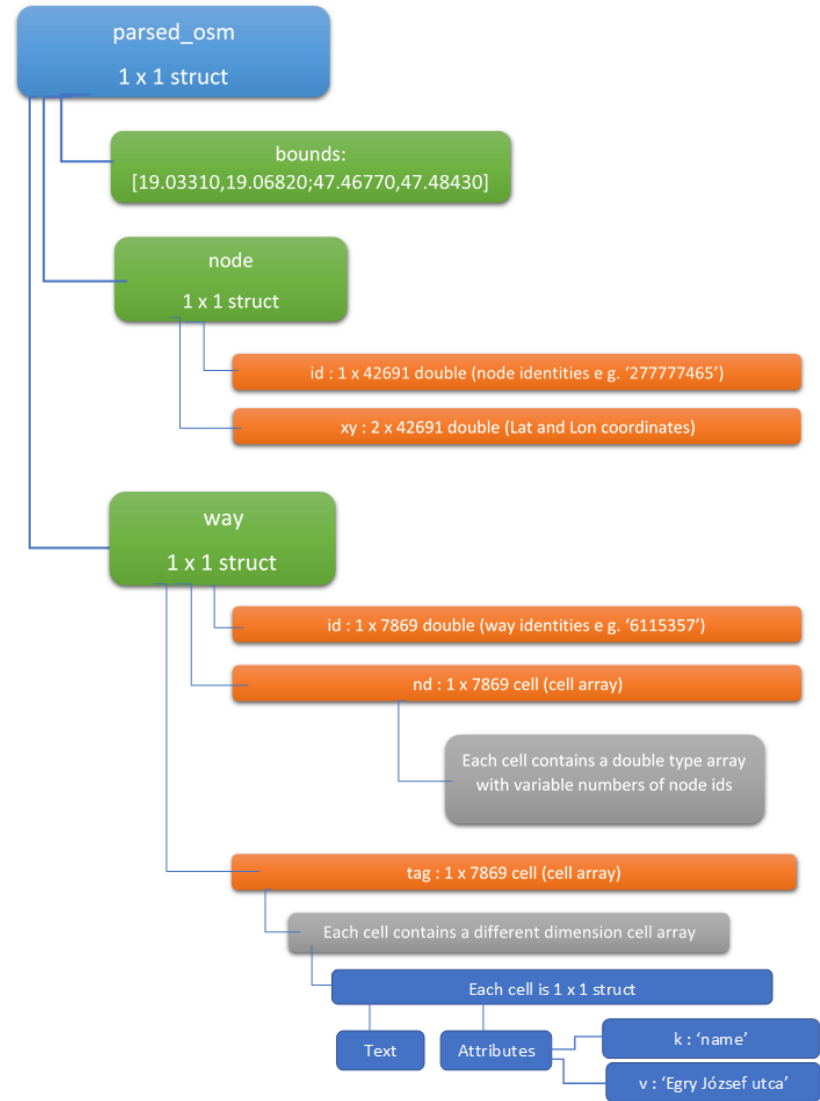 parsed_osm
1 x 1 struct
bounds:
[19.03310,19.06820;47.46770,47.48430]
node
1 x 1 struct
id : 1 x 42691 double (node identities e g. ‘277777465’)
xy : 2 x 42691 double (Lat and Lon coordinates)
way
1 x 1 struct
id : 1 x 7869 double (way identities e g. ‘6115357’)
nd : 1 x 7869 cell (cell array)
Each cell contains a double type array
with variable numbers of node ids
tag : 1 x 7869 cell (cell array)
Each cell contains a different dimension cell array
Each cell is 1 x 1 struct
Text
Attributes
k : ‘name’
v : ‘Egry József utca’